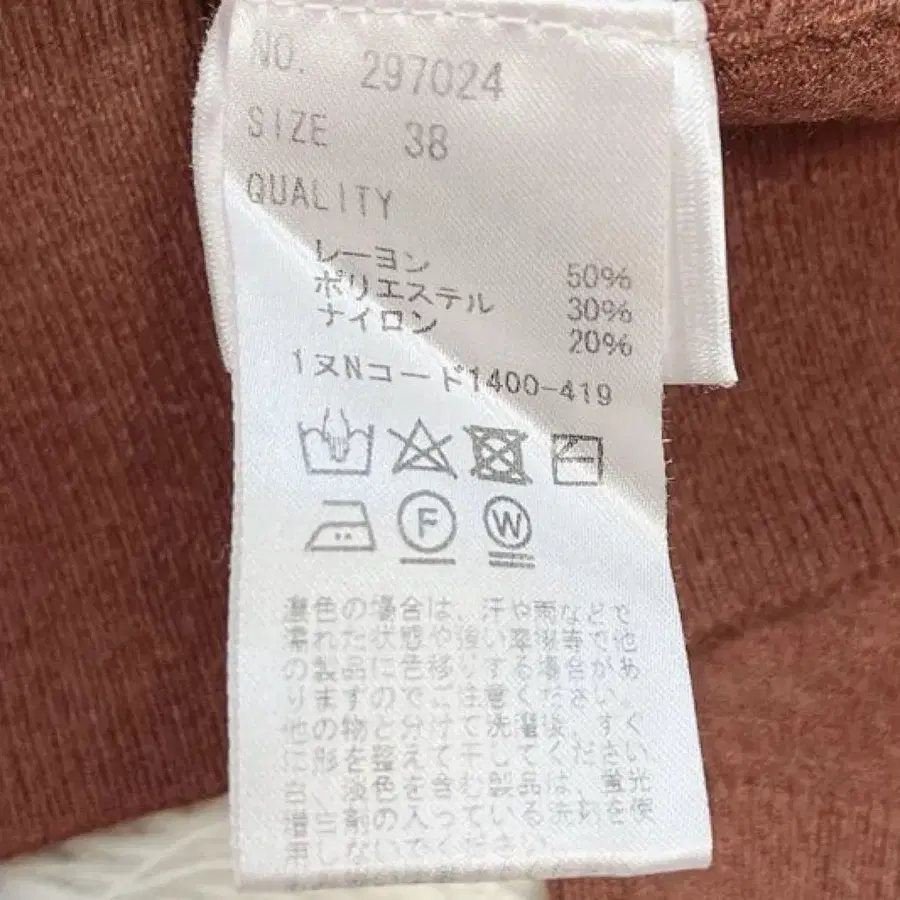 NO. 297024
SIZE 38
QUALITY
レーヨン 50%
ポリエステル 30%
ナイロン 20%
1ヌNコード1400-419
F W
濃色の場合は、汗や雨などで
濡れた状態や強い摩擦等で他
の製品に色移りする場合があ
りますのでご注意ください。
他の物と分けて洗濯後、すぐ
に形を整えて干してください
白／淡色を含む製品は、蛍光
増白剤の入っている洗剤を使
用しないでください。